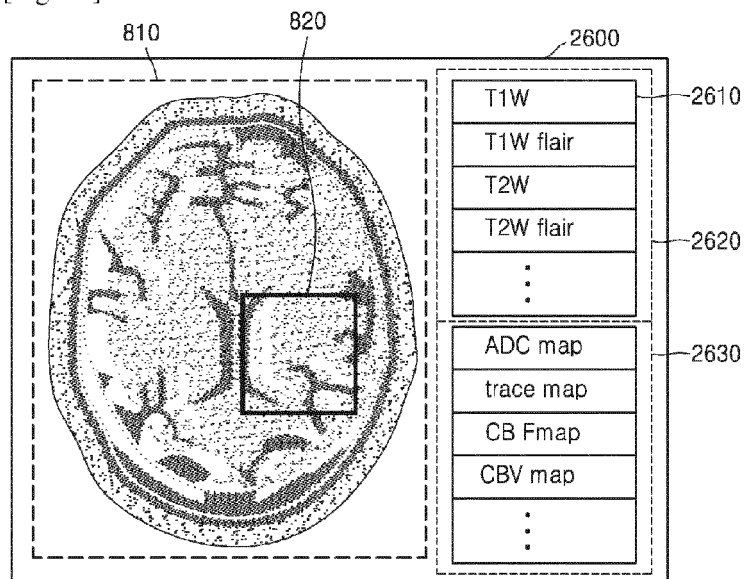 810
820
2600
T1W
2610
T1W flair
T2W
T2W flair
2620
ADC map
2630
trace map
CB Fmap
CBV map